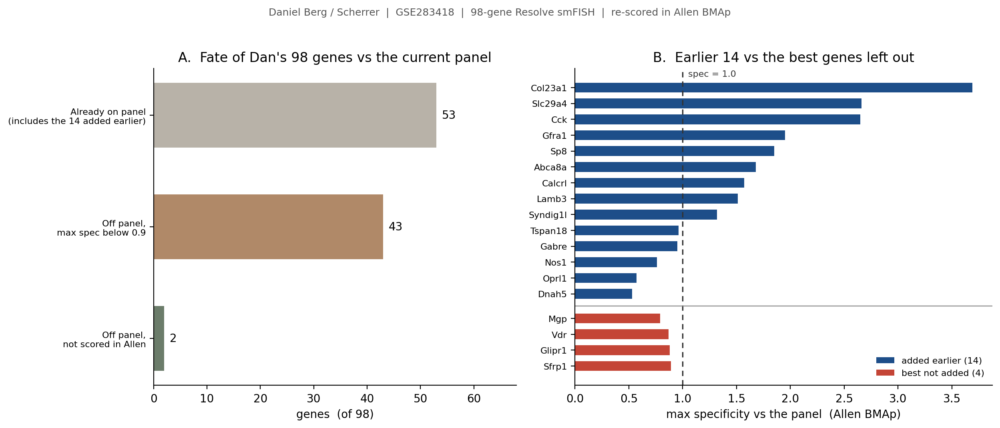 Daniel Berg / Scherrer | GSE283418 | 98-gene Resolve smFISH | re-scored in Allen BMAp
A. Fate of Dan's 98 genes vs the current panel
Already on panel
(includes the 14 added earlier)
53
Off panel,
max spec below 0.9
43
Off panel,
not scored in Allen
2
0 10 20 30 40 50 60
genes (of 98)
B. Earlier 14 vs the best genes left out
spec = 1.0
Col23a1
Slc29a4
Cck
Gfra1
Sp8
Abca8a
Calcrl
Lamb3
Syndig1l
Tspan18
Gabre
Nos1
Oprl1
Dnah5
Mgp
Vdr
Glipr1
Sfrp1
added earlier (14)
best not added (4)
0.0 0.5 1.0 1.5 2.0 2.5 3.0 3.5
max specificity vs the panel (Allen BMAp)